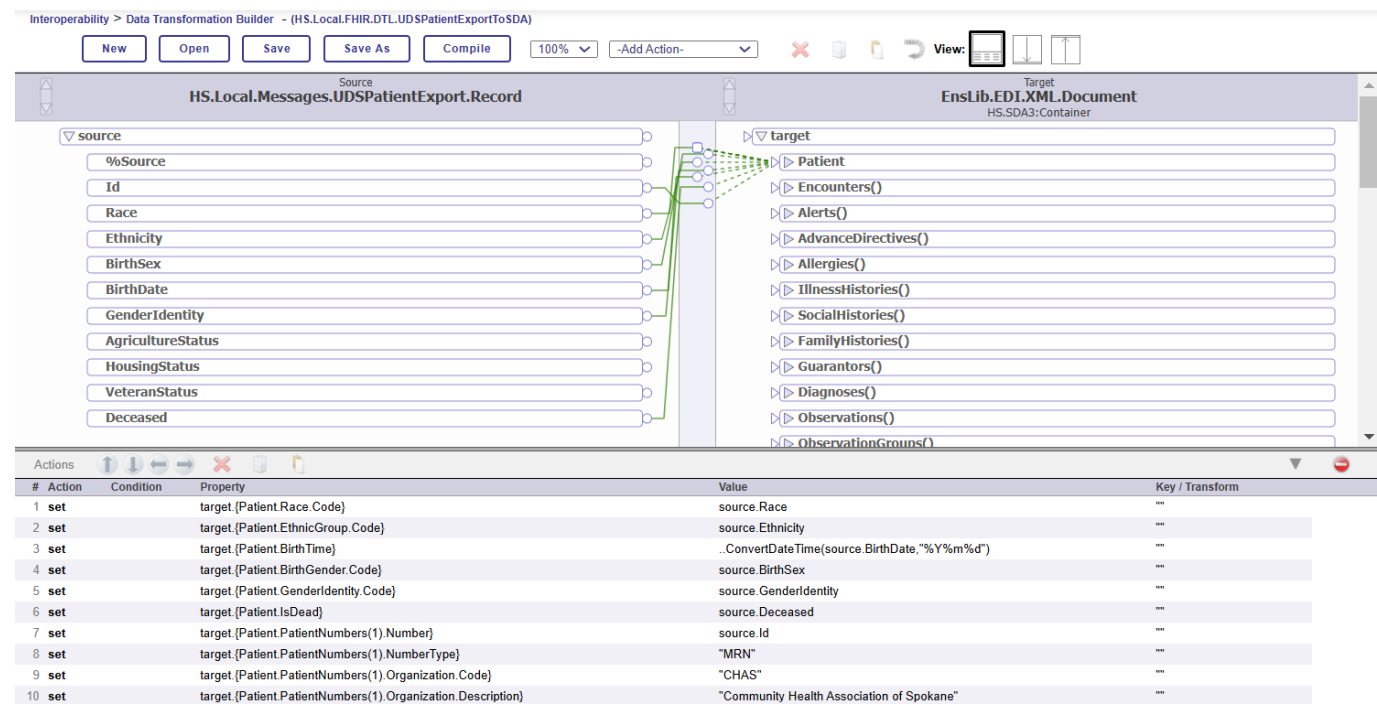 Interoperability > Data Transformation Builder - (HS.Local.FHIR.DTL.UDSPatientExportToSDA)
New Open Save Save As Compile 100% -Add Action- View:
Source Target
HS.Local.Messages.UDSPatientExport.Record EnsLib.EDI.XML.Document
HS.SDA3:Container
source target
%Source Patient
Id Encounters()
Race Alerts()
Ethnicity AdvanceDirectives()
BirthSex Allergies()
BirthDate IllnessHistories()
GenderIdentity SocialHistories()
AgricultureStatus FamilyHistories()
HousingStatus Guarantors()
VeteranStatus Diagnoses()
Deceased Observations()
ObservationGroups()
Actions
# Action Condition Property Value Key / Transform
1 set target.{Patient.Race.Code} source.Race ""
2 set target.{Patient.EthnicGroup.Code} source.Ethnicity ""
3 set target.{Patient.BirthTime} ..ConvertDateTime(source.BirthDate,"%Y%m%d") ""
4 set target.{Patient.BirthGender.Code} source.BirthSex ""
5 set target.{Patient.GenderIdentity.Code} source.GenderIdentity ""
6 set target.{Patient.IsDead} source.Deceased ""
7 set target.{Patient.PatientNumbers(1).Number} source.Id ""
8 set target.{Patient.PatientNumbers(1).NumberType} "MRN" ""
9 set target.{Patient.PatientNumbers(1).Organization.Code} "CHAS" ""
10 set target.{Patient.PatientNumbers(1).Organization.Description} "Community Health Association of Spokane" ""